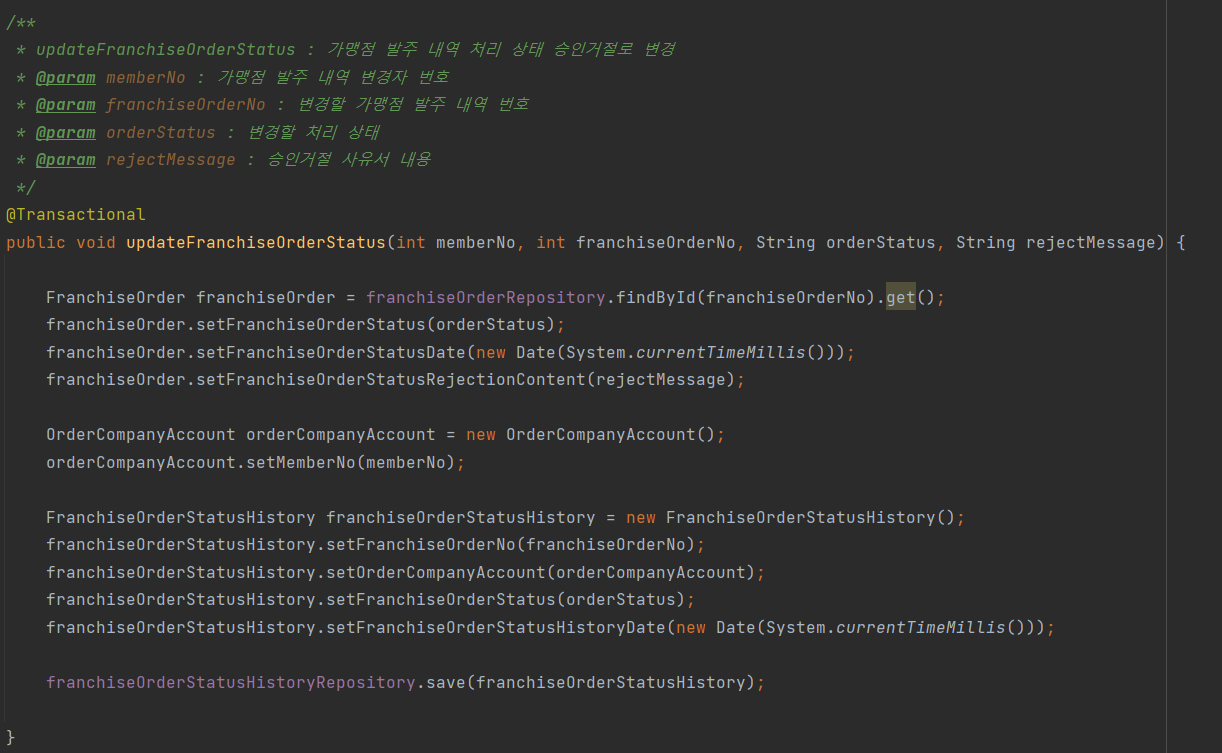 /**
 * updateFranchiseOrderStatus : 가맹점 발주 내역 처리 상태 승인거절로 변경
 * @param memberNo : 가맹점 발주 내역 변경자 번호
 * @param franchiseOrderNo : 변경할 가맹점 발주 내역 번호
 * @param orderStatus : 변경할 처리 상태
 * @param rejectMessage : 승인거절 사유서 내용
 */
@Transactional
public void updateFranchiseOrderStatus(int memberNo, int franchiseOrderNo, String orderStatus, String rejectMessage) {
    FranchiseOrder franchiseOrder = franchiseOrderRepository.findById(franchiseOrderNo).get();
    franchiseOrder.setFranchiseOrderStatus(orderStatus);
    franchiseOrder.setFranchiseOrderStatusDate(new Date(System.currentTimeMillis()));
    franchiseOrder.setFranchiseOrderStatusRejectionContent(rejectMessage);
    OrderCompanyAccount orderCompanyAccount = new OrderCompanyAccount();
    orderCompanyAccount.setMemberNo(memberNo);
    FranchiseOrderStatusHistory franchiseOrderStatusHistory = new FranchiseOrderStatusHistory();
    franchiseOrderStatusHistory.setFranchiseOrderNo(franchiseOrderNo);
    franchiseOrderStatusHistory.setOrderCompanyAccount(orderCompanyAccount);
    franchiseOrderStatusHistory.setFranchiseOrderStatus(orderStatus);
    franchiseOrderStatusHistory.setFranchiseOrderStatusHistoryDate(new Date(System.currentTimeMillis()));
    franchiseOrderStatusHistoryRepository.save(franchiseOrderStatusHistory);
}